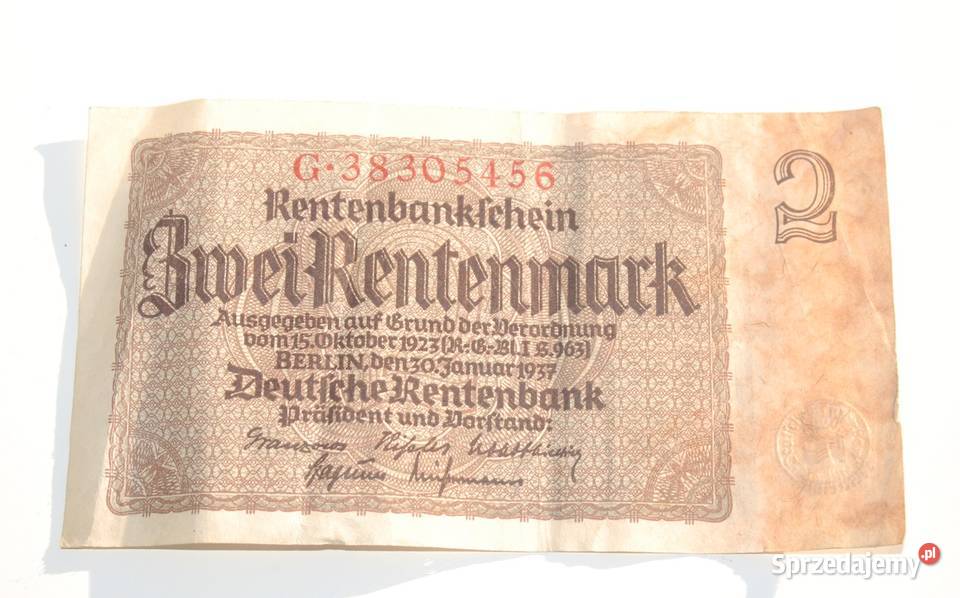 G·38305456
Rentenbankschein
Zwei Rentenmark
2
Ausgegeben auf Grund der Verordnung
vom 15. Oktober 1923 (R.-G.-Bl. I S. 963)
BERLIN, den 30. Januar 1937
Deutsche Rentenbank
Präsident und Vorstand:
Sprzedajemy.pl